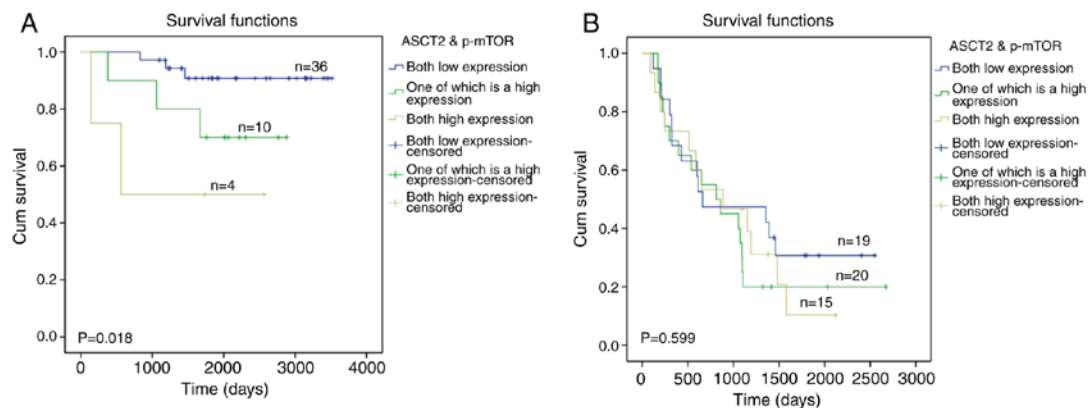 A
Survival functions
Cum survival
1.0
0.8
0.6
0.4
0.2
0.0
n=36
n=10
n=4
P=0.018
0
1000
2000
3000
4000
Time (days)
ASCT2 & p-mTOR
Both low expression
One of which is a high
expression
Both high expression
Both low expression-
censored
One of which is a high
expression-censored
Both high expression-
censored
B
Survival functions
Cum survival
1.0
0.8
0.6
0.4
0.2
0.0
n=19
n=20
n=15
P=0.599
0
500
1000
1500
2000
2500
3000
Time (days)
ASCT2 & p-mTOR
Both low expression
One of which is a high
expression
Both high expression
Both low expression-
censored
One of which is a high
expression-censored
Both high expression-
censored